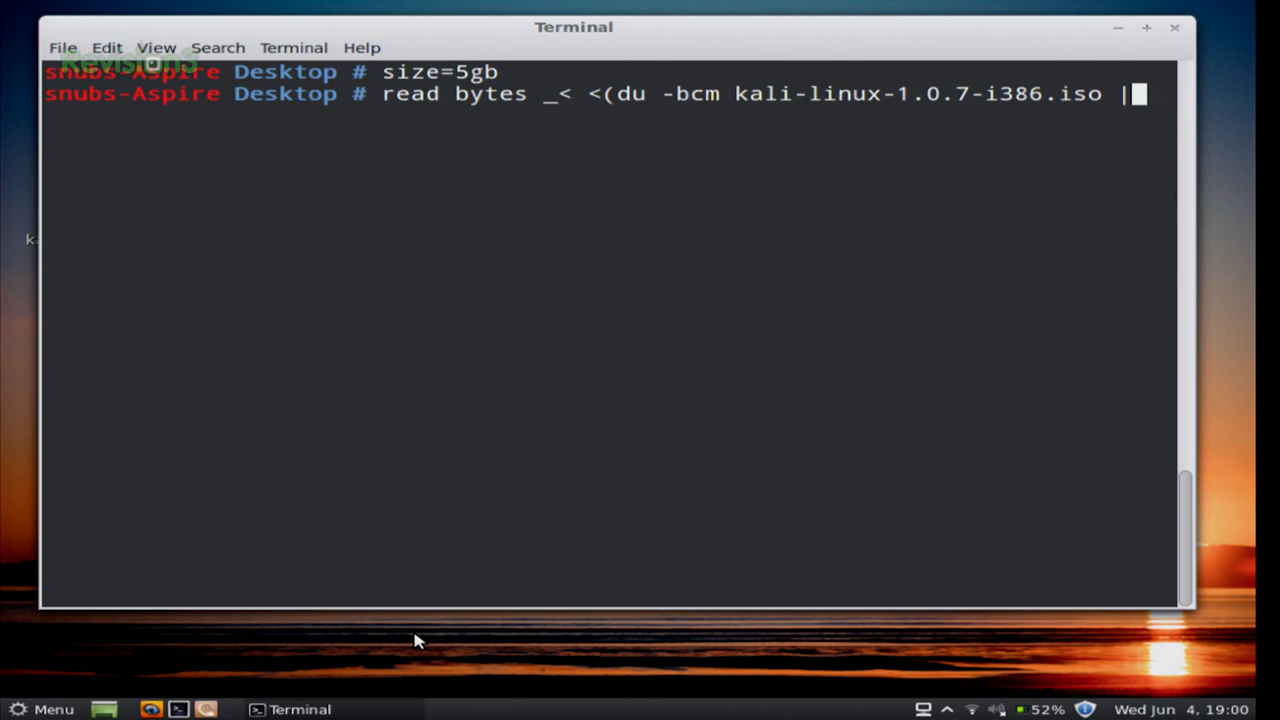 Terminal
File Edit View Search Terminal Help
Revision3
snubs-Aspire Desktop # size=5gb
snubs-Aspire Desktop # read bytes _< <(du -bcm kali-linux-1.0.7-i386.iso |
Menu
Terminal
52%
Wed Jun 4, 19:00